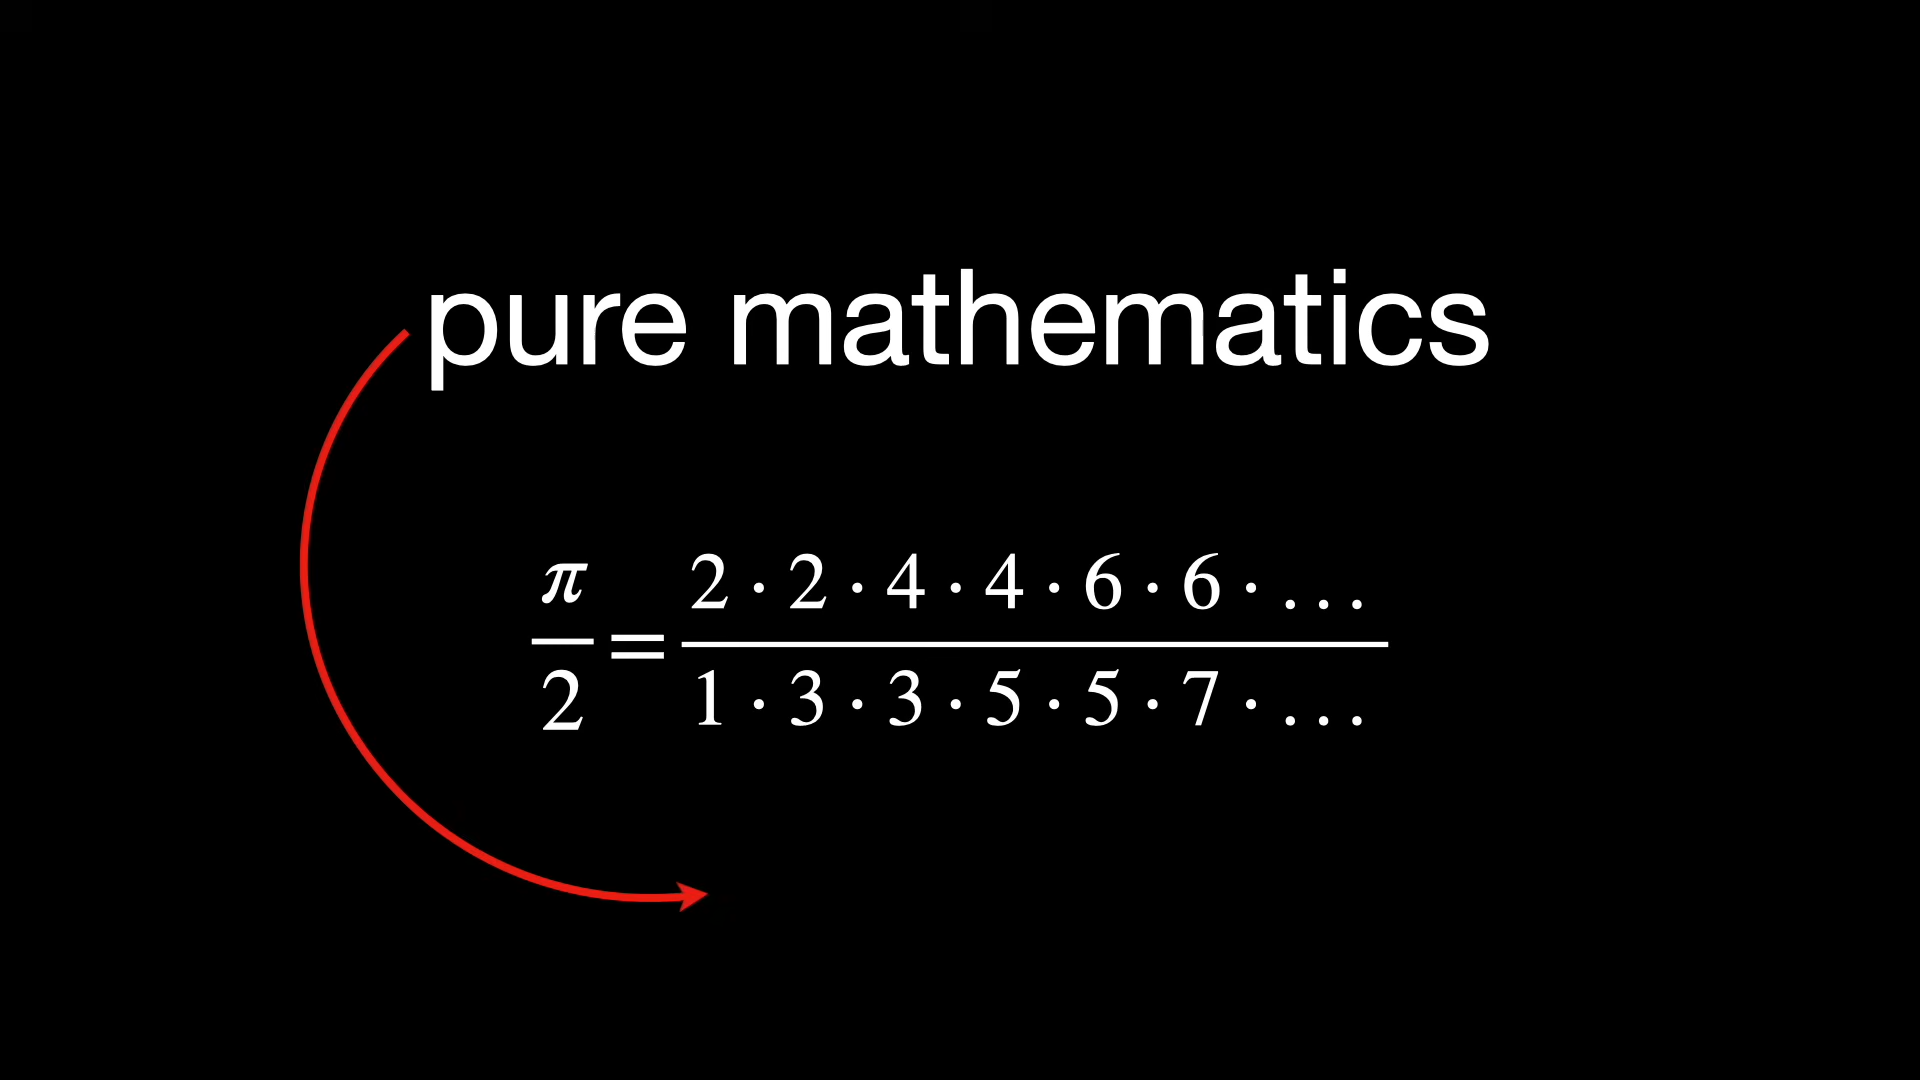 pure mathematics
π/2 = 2 · 2 · 4 · 4 · 6 · 6 · . . . / 1 · 3 · 3 · 5 · 5 · 7 · . . .